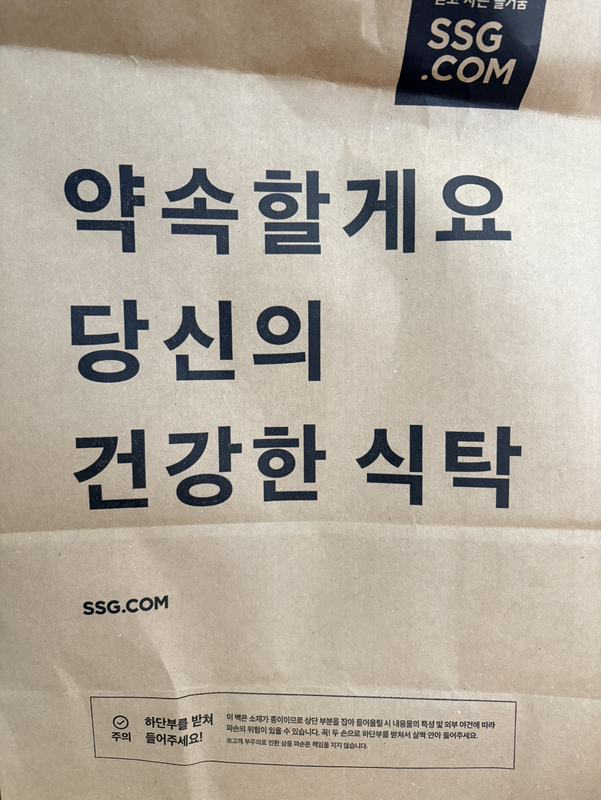 사는 즐거움
SSG
.COM
약속할게요
당신의
건강한 식탁
SSG.COM
주의
하단부를 받쳐
들어주세요!
이 백은 소재가 종이이므로 상단 부분을 잡아 들어올릴 시 내용물의 특성 및 외부 여건에 따라
파손의 위험이 있을 수 있습니다. 꼭! 두 손으로 하단부를 받쳐서 살짝 안아 들어주세요.
※고객 부주의로 인한 상품 파손은 책임을 지지 않습니다.